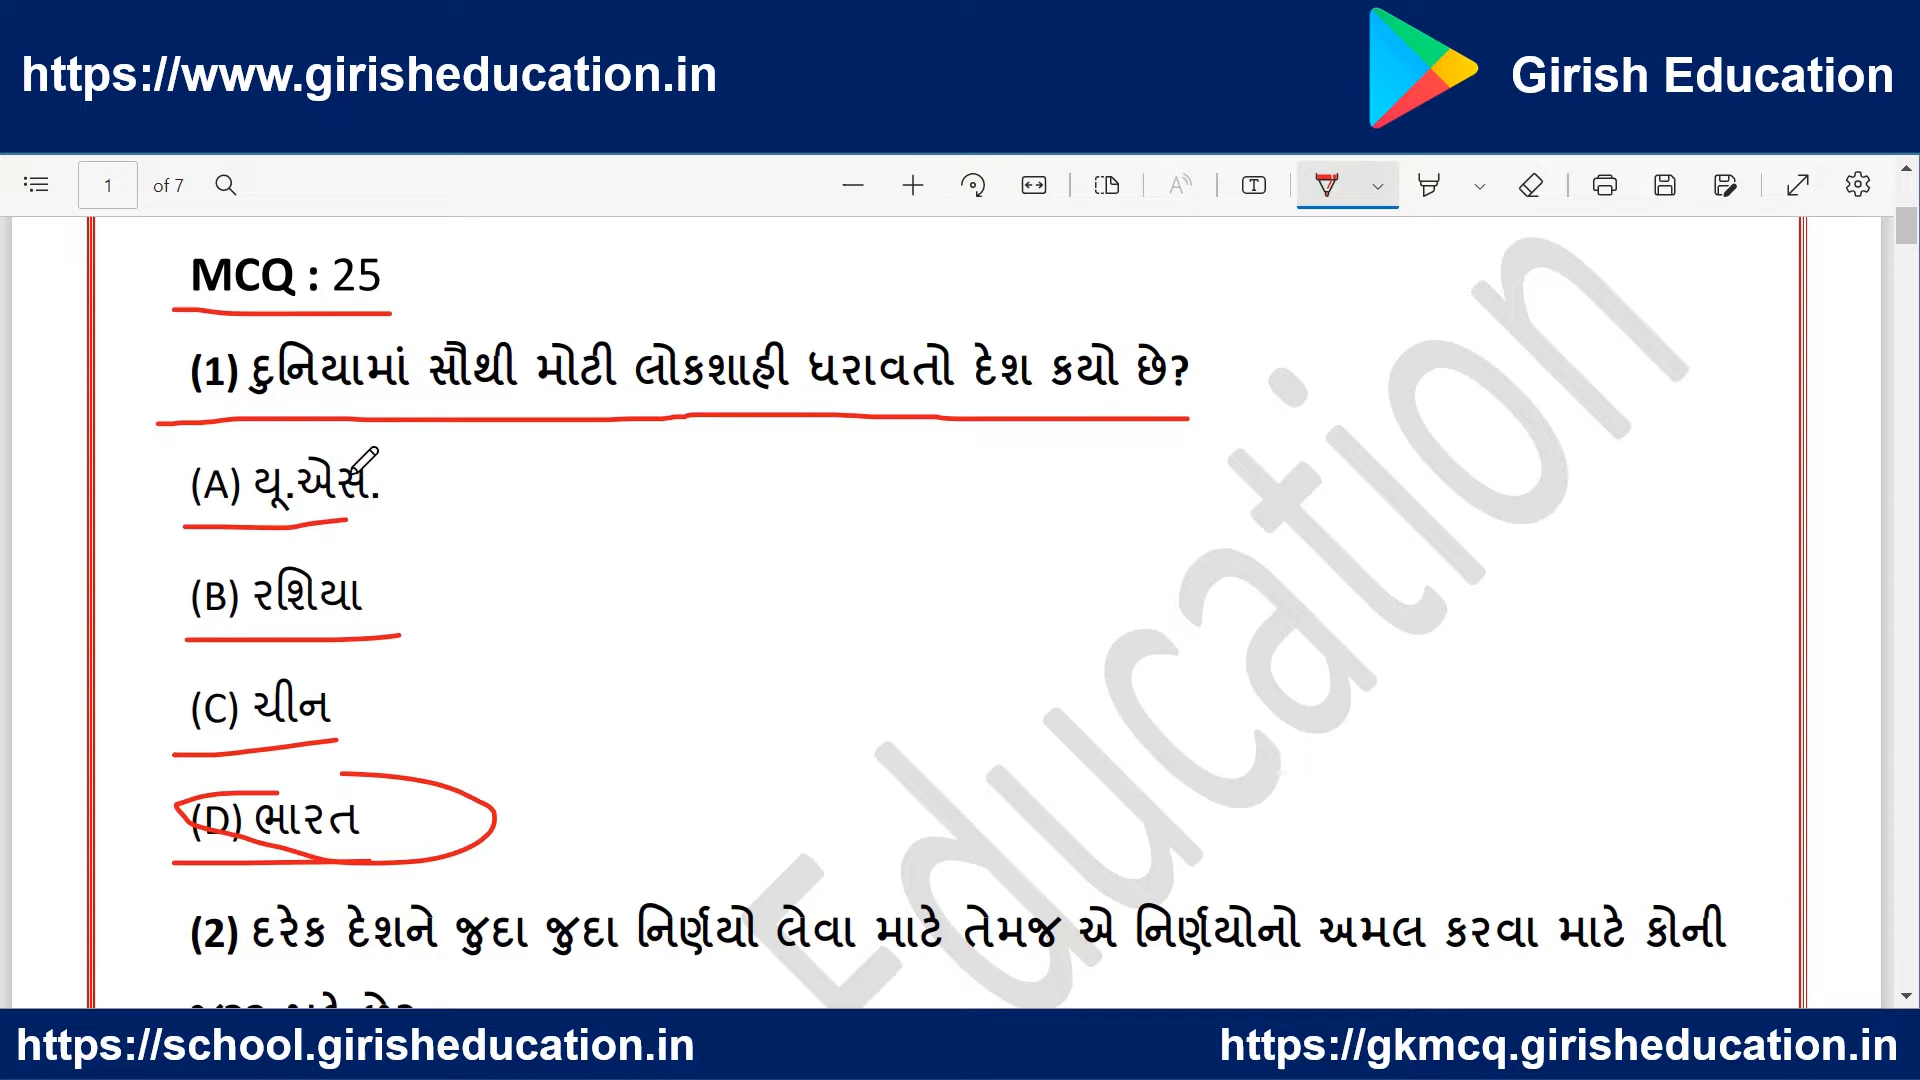 https://www.girisheducation.in
Girish Education
1 of 7
MCQ : 25
(1) દુનિયામાં સૌથી મોટી લોકશાહી ધરાવતો દેશ કયો છે?
(A) યૂ.એસ.
(B) રશિયા
(C) ચીન
(D) ભારત
(2) દરેક દેશને જુદા જુદા નિર્ણયો લેવા માટે તેમજ એ નિર્ણયોનો અમલ કરવા માટે કોની
Education
https://school.girisheducation.in
https://gkmcq.girisheducation.in